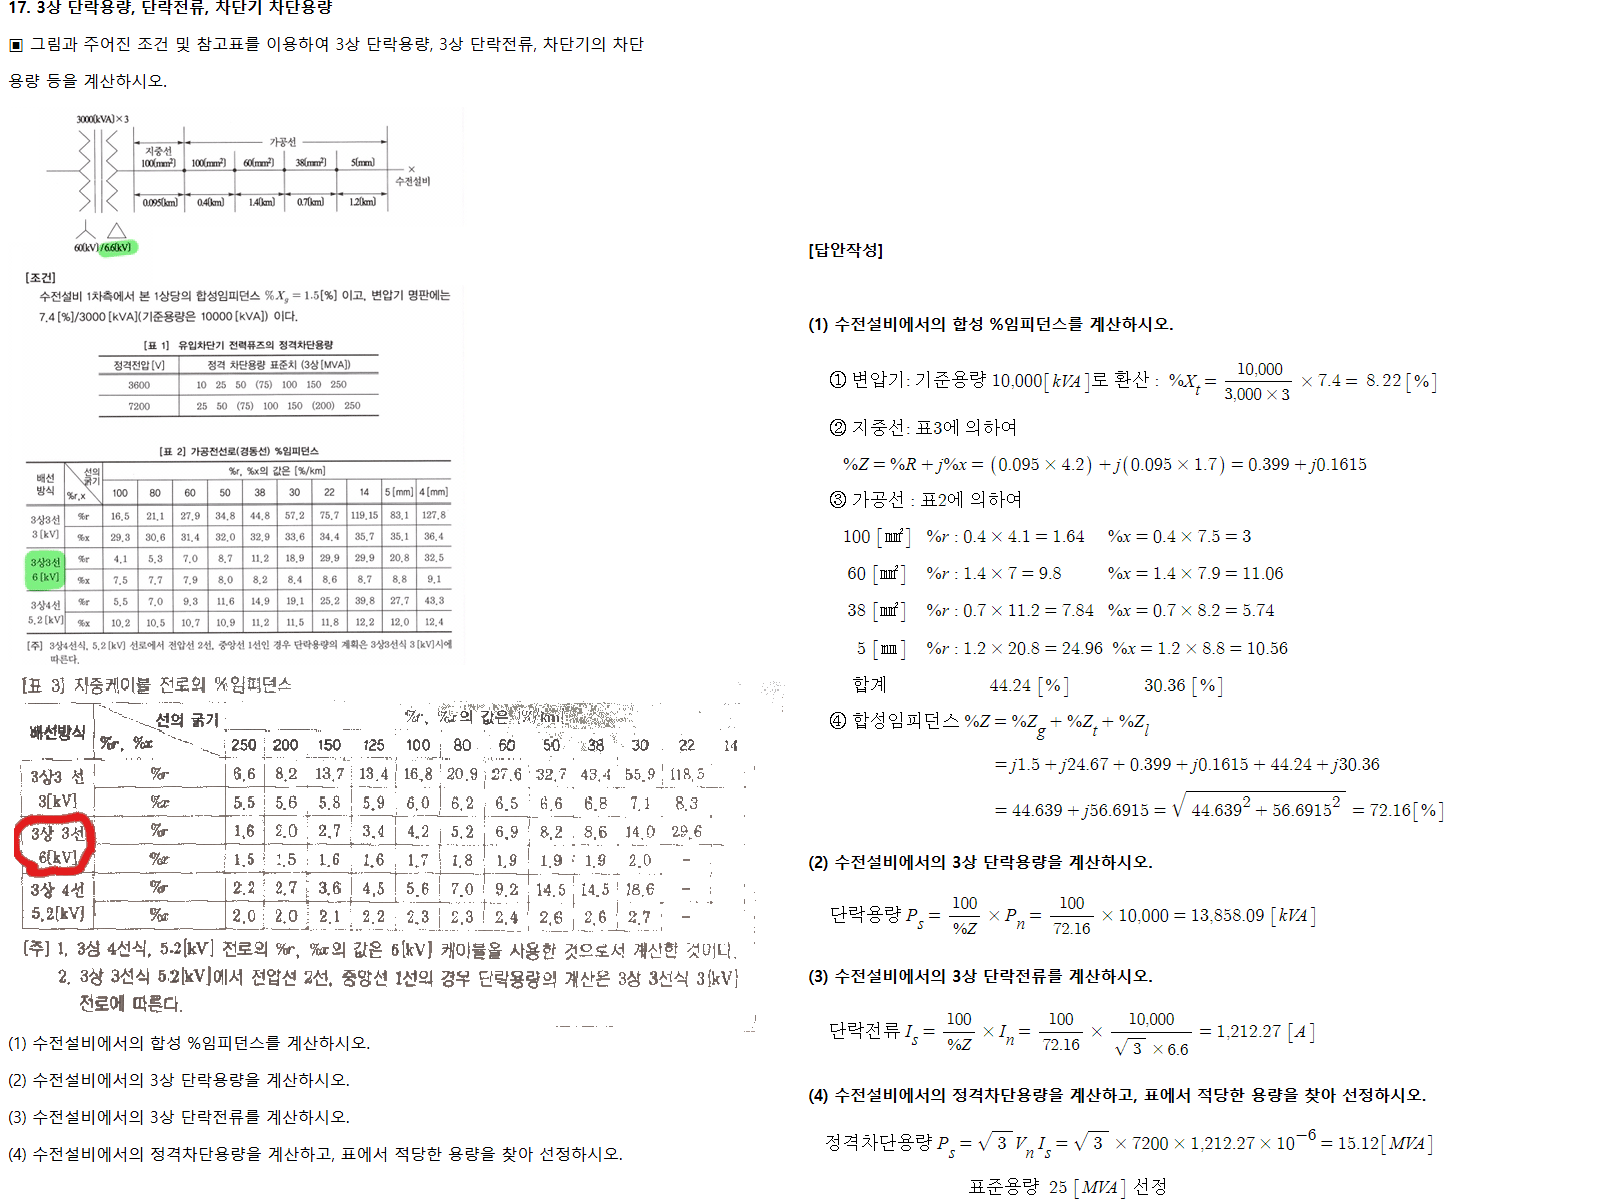 17. 3상 단락용량, 단락전류, 차단기 차단용량
▣ 그림과 주어진 조건 및 참고표를 이용하여 3상 단락용량, 3상 단락전류, 차단기의 차단
용량 등을 계산하시오.
3000(kVA)×3
가공선
지중선
100(mm²) 100(mm²) 60(mm²) 38(mm²) 5(mm)
×
수전설비
0.095(km) 0.4(km) 1.4(km) 0.7(km) 1.2(km)
60(kV)/6.6(kV)
[조건]
수전설비 1차측에서 본 1상당의 합성임피던스 %X_g = 1.5[%] 이고, 변압기 명판에는
7.4[%]/3000[kVA](기준용량은 10000[kVA]) 이다.
[표 1] 유입차단기 전력퓨즈의 정격차단용량
정격전압[V] 정격 차단용량 표준치 (3상[MVA])
3600 10 25 50 (75) 100 150 250
7200 25 50 (75) 100 150 (200) 250
[표 2] 가공전선로(경동선) %임피던스
배선방식 선의 굵기 %r,x %r, %x의 값은 [%/km]
100 80 60 50 38 30 22 14 5[mm] 4[mm]
3상3선 3[kV] %r 16.5 21.1 27.9 34.8 44.8 57.2 75.7 119.15 83.1 127.8
%x 29.3 30.6 31.4 32.0 32.9 33.6 34.4 35.7 35.1 36.4
3상3선 6[kV] %r 4.1 5.3 7.0 8.7 11.2 18.9 29.9 29.9 20.8 32.5
%x 7.5 7.7 7.9 8.0 8.2 8.4 8.6 8.7 8.8 9.1
3상4선 5.2[kV] %r 5.5 7.0 9.3 11.6 14.9 19.1 25.2 39.8 27.7 43.3
%x 10.2 10.5 10.7 10.9 11.2 11.5 11.8 12.2 12.0 12.4
[주] 3상4선식, 5.2[kV] 선로에서 전압선 2선, 중앙선 1선인 경우 단락용량의 계획은 3상3선식 3[kV]시에
따른다.
[표 3] 지중케이블 전로의 %임피던스
배선방식 선의 굵기 %r, %x %r, %x의 값은 [%/km]
250 200 150 125 100 80 60 50 38 30 22 14
3상3 선 3[kV] %r 6.6 8.2 13.7 13.4 16.8 20.9 27.6 32.7 43.4 55.9 118.5
%x 5.5 5.6 5.8 5.9 6.0 6.2 6.5 6.6 6.8 7.1 8.3
3상 3선 6[kV] %r 1.6 2.0 2.7 3.4 4.2 5.2 6.9 8.2 8.6 14.0 29.6
%x 1.5 1.5 1.6 1.6 1.7 1.8 1.9 1.9 1.9 2.0 -
3상 4선 5.2[kV] %r 2.2 2.7 3.6 4.5 5.6 7.0 9.2 14.5 14.5 18.6 -
%x 2.0 2.0 2.1 2.2 2.3 2.3 2.4 2.6 2.6 2.7 -
[주] 1. 3상 4선식, 5.2[kV] 전로의 %r, %x의 값은 6[kV] 케이블을 사용한 것으로서 계산한 것이다.
2. 3상 3선식 5.2[kV]에서 전압선 2선, 중앙선 1선의 경우 단락용량의 계산은 3상 3선식 3[kV]
전로에 따른다.
(1) 수전설비에서의 합성 %임피던스를 계산하시오.
(2) 수전설비에서의 3상 단락용량을 계산하시오.
(3) 수전설비에서의 3상 단락전류를 계산하시오.
(4) 수전설비에서의 정격차단용량을 계산하고, 표에서 적당한 용량을 찾아 선정하시오.
[답안작성]
(1) 수전설비에서의 합성 %임피던스를 계산하시오.
① 변압기: 기준용량 10,000[kVA]로 환산 : %X_t = 10,000/(3,000×3) × 7.4 = 8.22[%]
② 지중선: 표3에 의하여
%Z = %R + j%x = (0.095 × 4.2) + j(0.095 × 1.7) = 0.399 + j0.1615
③ 가공선 : 표2에 의하여
100 [㎟] %r : 0.4 × 4.1 = 1.64 %x = 0.4 × 7.5 = 3
60 [㎟] %r : 1.4 × 7 = 9.8 %x = 1.4 × 7.9 = 11.06
38 [㎟] %r : 0.7 × 11.2 = 7.84 %x = 0.7 × 8.2 = 5.74
5 [㎜] %r : 1.2 × 20.8 = 24.96 %x = 1.2 × 8.8 = 10.56
합계 44.24 [%] 30.36 [%]
④ 합성임피던스 %Z = %Z_g + %Z_t + %Z_l
= j1.5 + j24.67 + 0.399 + j0.1615 + 44.24 + j30.36
= 44.639 + j56.6915 = √(44.639² + 56.6915²) = 72.16[%]
(2) 수전설비에서의 3상 단락용량을 계산하시오.
단락용량 P_s = 100/%Z × P_n = 100/72.16 × 10,000 = 13,858.09 [kVA]
(3) 수전설비에서의 3상 단락전류를 계산하시오.
단락전류 I_s = 100/%Z × I_n = 100/72.16 × 10,000/(√3 × 6.6) = 1,212.27 [A]
(4) 수전설비에서의 정격차단용량을 계산하고, 표에서 적당한 용량을 찾아 선정하시오.
정격차단용량 P_s = √3 V_n I_s = √3 × 7200 × 1,212.27 × 10⁻⁶ = 15.12[MVA]
표준용량 25 [MVA] 선정